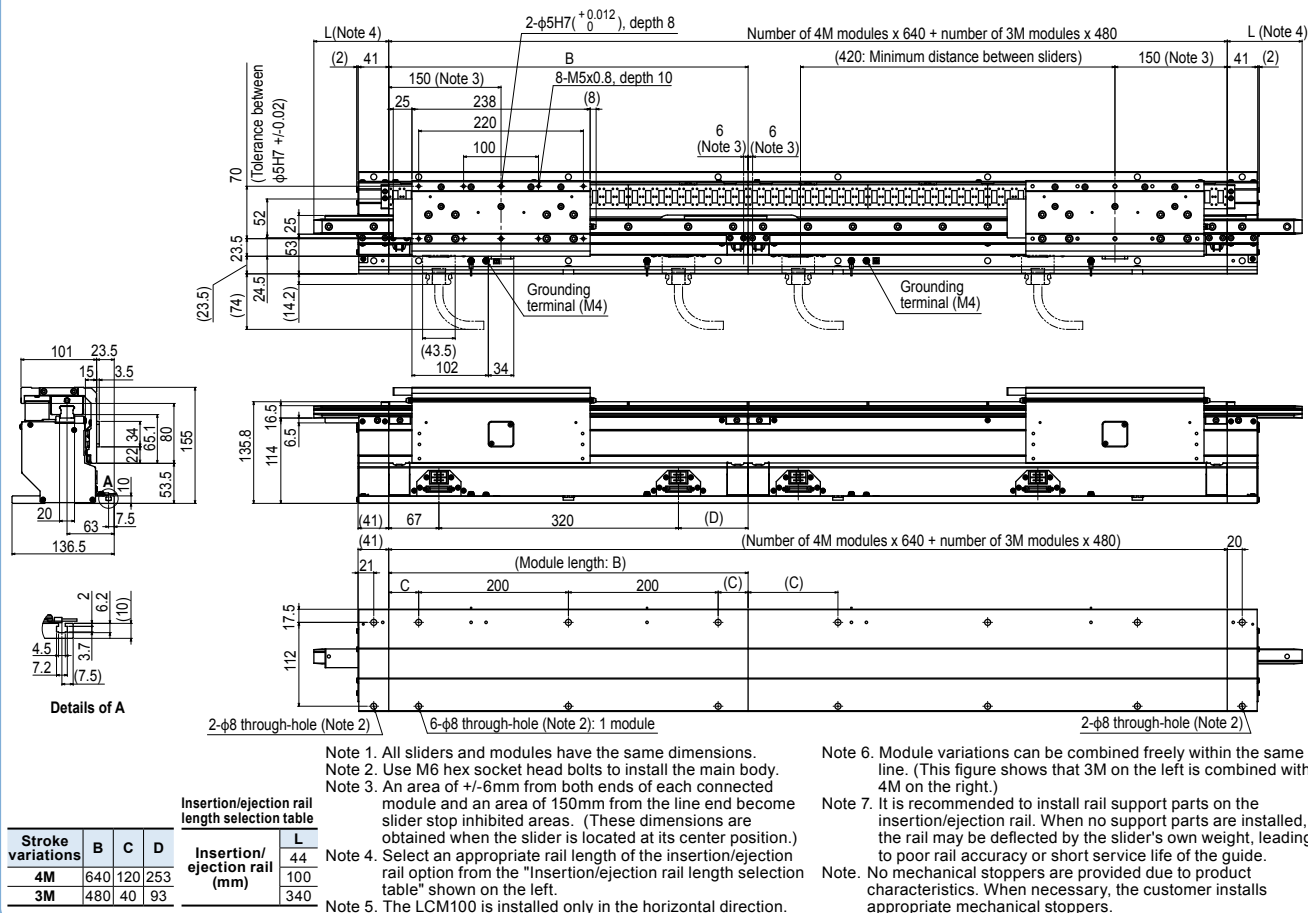 2-ϕ5H7( +0.012 0 ), depth 8
L(Note 4)
Number of 4M modules x 640 + number of 3M modules x 480
L (Note 4)
(2)
41
B
(420: Minimum distance between sliders)
150 (Note 3)
41
(2)
150 (Note 3)
8-M5x0.8, depth 10
25
238
(8)
220
6
(Note 3)
6
(Note 3)
100
70
(Tolerance between
ϕ5H7 +/-0.02)
52
25
23.5
53
(23.5)
24.5
(74)
(14.2)
Grounding
terminal (M4)
Grounding
terminal (M4)
(43.5)
102
34
101
23.5
15
3.5
34
22
65.1
80
155
53.5
A
10
20
63
7.5
136.5
135.8
114
16.5
6.5
(41)
67
320
(D)
(41)
(Number of 4M modules x 640 + number of 3M modules x 480)
20
21
(Module length: B)
C
200
200
(C)
(C)
17.5
112
2
6.2
(10)
4.5
3.7
7.2
(7.5)
Details of A
2-ϕ8 through-hole (Note 2)
6-ϕ8 through-hole (Note 2): 1 module
2-ϕ8 through-hole (Note 2)
Stroke variations B C D
4M 640 120 253
3M 480 40 93
Insertion/ejection rail
length selection table
L
Insertion/
ejection rail
(mm)
44
100
340
Note 1. All sliders and modules have the same dimensions.
Note 2. Use M6 hex socket head bolts to install the main body.
Note 3. An area of +/-6mm from both ends of each connected
module and an area of 150mm from the line end become
slider stop inhibited areas. (These dimensions are
obtained when the slider is located at its center position.)
Note 4. Select an appropriate rail length of the insertion/ejection
rail option from the "Insertion/ejection rail length selection
table" shown on the left.
Note 5. The LCM100 is installed only in the horizontal direction.
Note 6. Module variations can be combined freely within the same
line. (This figure shows that 3M on the left is combined with
4M on the right.)
Note 7. It is recommended to install rail support parts on the
insertion/ejection rail. When no support parts are installed,
the rail may be deflected by the slider's own weight, leading
to poor rail accuracy or short service life of the guide.
Note. No mechanical stoppers are provided due to product
characteristics. When necessary, the customer installs
appropriate mechanical stoppers.